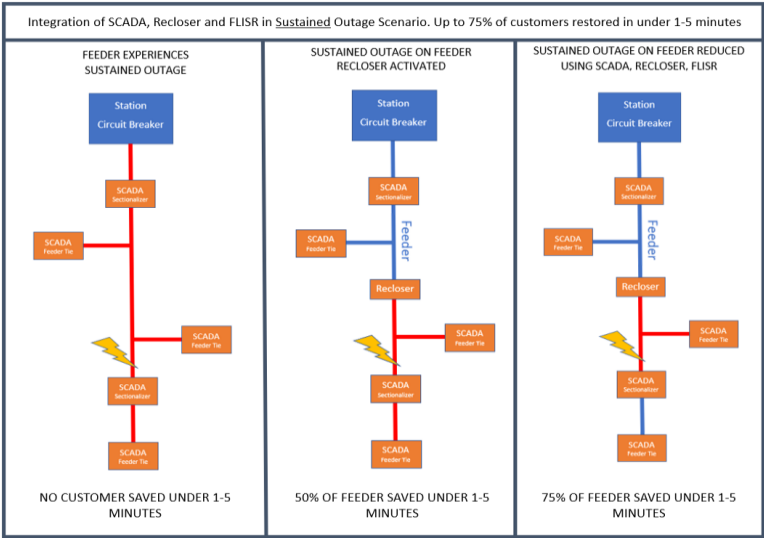 Integration of SCADA, Recloser and FLISR in Sustained Outage Scenario. Up to 75% of customers restored in under 1-5 minutes
FEEDER EXPERIENCES
SUSTAINED OUTAGE
Station
Circuit Breaker
SCADA
Sectionalizer
SCADA
Feeder Tie
SCADA
Feeder Tie
SCADA
Sectionalizer
SCADA
Feeder Tie
NO CUSTOMER SAVED UNDER 1-5
MINUTES
SUSTAINED OUTAGE ON FEEDER
RECLOSER ACTIVATED
Station
Circuit Breaker
SCADA
Sectionalizer
Feeder
SCADA
Feeder Tie
Recloser
SCADA
Feeder Tie
SCADA
Sectionalizer
SCADA
Feeder Tie
50% OF FEEDER SAVED UNDER 1-5
MINUTES
SUSTAINED OUTAGE ON FEEDER REDUCED
USING SCADA, RECLOSER, FLISR
Station
Circuit Breaker
SCADA
Sectionalizer
Feeder
SCADA
Feeder Tie
Recloser
SCADA
Feeder Tie
SCADA
Sectionalizer
SCADA
Feeder Tie
75% OF FEEDER SAVED UNDER 1-5
MINUTES